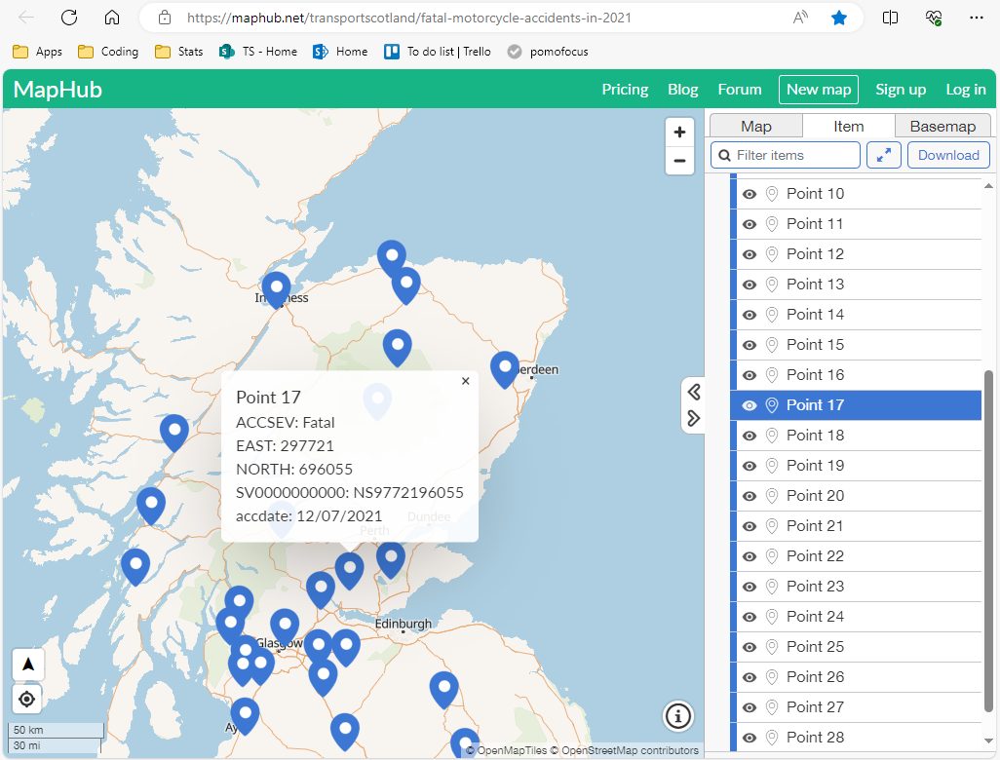 https://maphub.net/transportscotland/fatal-motorcycle-accidents-in-2021
Apps
Coding
Stats
TS - Home
Home
To do list | Trello
pomofocus
MapHub
Pricing
Blog
Forum
New map
Sign up
Log in
Inverness
Aberdeen
Point 17
ACCSEV: Fatal
EAST: 297721
NORTH: 696055
SV0000000000: NS9772196055
accdate: 12/07/2021
Dundee
Perth
Edinburgh
Glasgow
Ay
50 km
30 mi
© OpenMapTiles © OpenStreetMap contributors
Map
Item
Basemap
Filter items
Download
Point 10
Point 11
Point 12
Point 13
Point 14
Point 15
Point 16
Point 17
Point 18
Point 19
Point 20
Point 21
Point 22
Point 23
Point 24
Point 25
Point 26
Point 27
Point 28